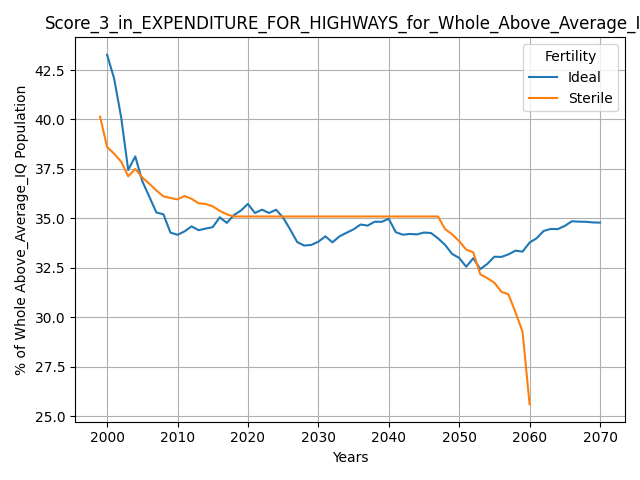 Score_3_in_EXPENDITURE_FOR_HIGHWAYS_for_Whole_Above_Average_I
Fertility
Ideal
Sterile
42.5
40.0
37.5
35.0
32.5
30.0
27.5
25.0
% of Whole Above_Average_IQ Population
2000 2010 2020 2030 2040 2050 2060 2070
Years